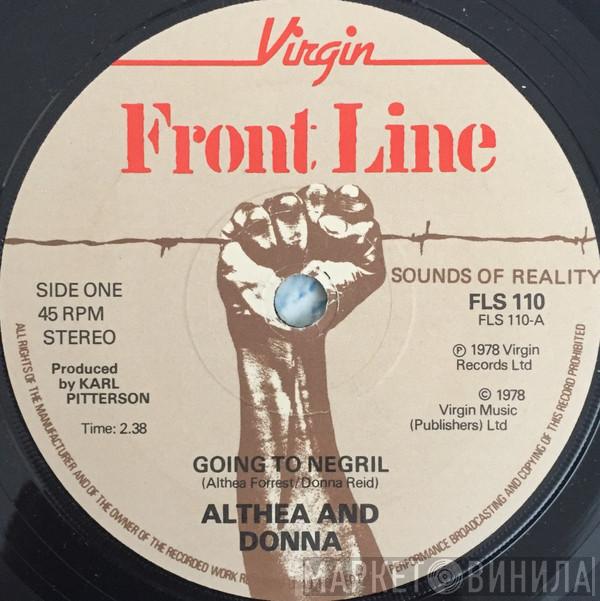 Virgin
Front Line
SOUNDS OF REALITY
SIDE ONE
45 RPM
STEREO
FLS 110
FLS 110-A
Produced
by KARL
PITTERSON
Ⓟ 1978 Virgin
Records Ltd
Time: 2.38
© 1978
Virgin Music
(Publishers) Ltd
GOING TO NEGRIL
(Althea Forrest/Donna Reid)
ALTHEA AND
DONNA
ALL RIGHTS OF THE MANUFACTURER AND OF THE OWNER OF THE RECORDED WORK
PERFORMANCE BROADCASTING AND COPYING OF THIS RECORD PROHIBITED
МАРКЕТ ВИНИЛА